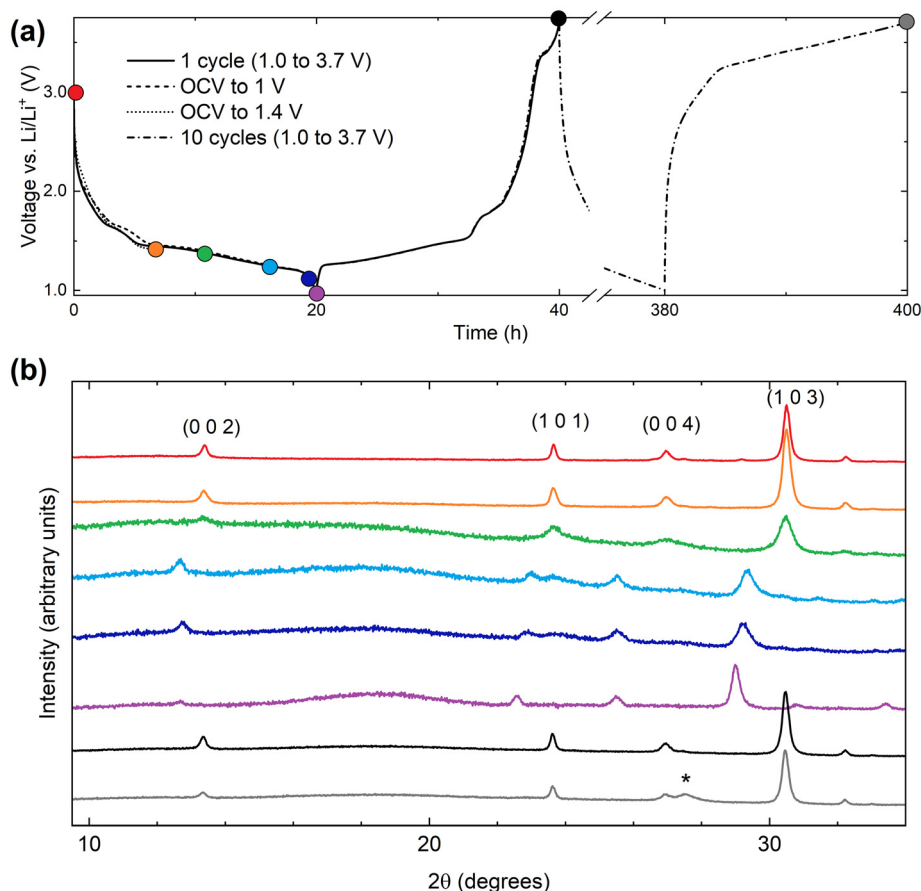 (a)
1 cycle (1.0 to 3.7 V)
OCV to 1 V
OCV to 1.4 V
10 cycles (1.0 to 3.7 V)
Voltage vs. Li/Li⁺ (V)
3.0
2.0
1.0
0
20
40
380
400
Time (h)
(b)
(0 0 2)
(1 0 1)
(0 0 4)
(1 0 3)
*
Intensity (arbitrary units)
10
20
30
2θ (degrees)